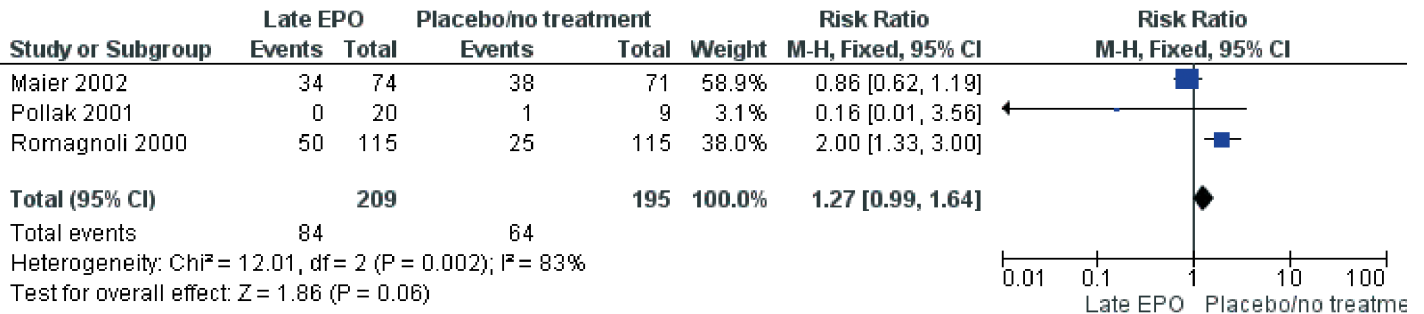 Late EPO Placebo/no treatment Risk Ratio Risk Ratio
Study or Subgroup Events Total Events Total Weight M-H, Fixed, 95% CI M-H, Fixed, 95% CI
Maier 2002 34 74 38 71 58.9% 0.86 [0.62, 1.19]
Pollak 2001 0 20 1 9 3.1% 0.16 [0.01, 3.56]
Romagnoli 2000 50 115 25 115 38.0% 2.00 [1.33, 3.00]
Total (95% CI) 209 195 100.0% 1.27 [0.99, 1.64]
Total events 84 64
Heterogeneity: Chi² = 12.01, df = 2 (P = 0.002); I² = 83%
Test for overall effect: Z = 1.86 (P = 0.06)
0.01 0.1 1 10 100
Late EPO Placebo/no treatme